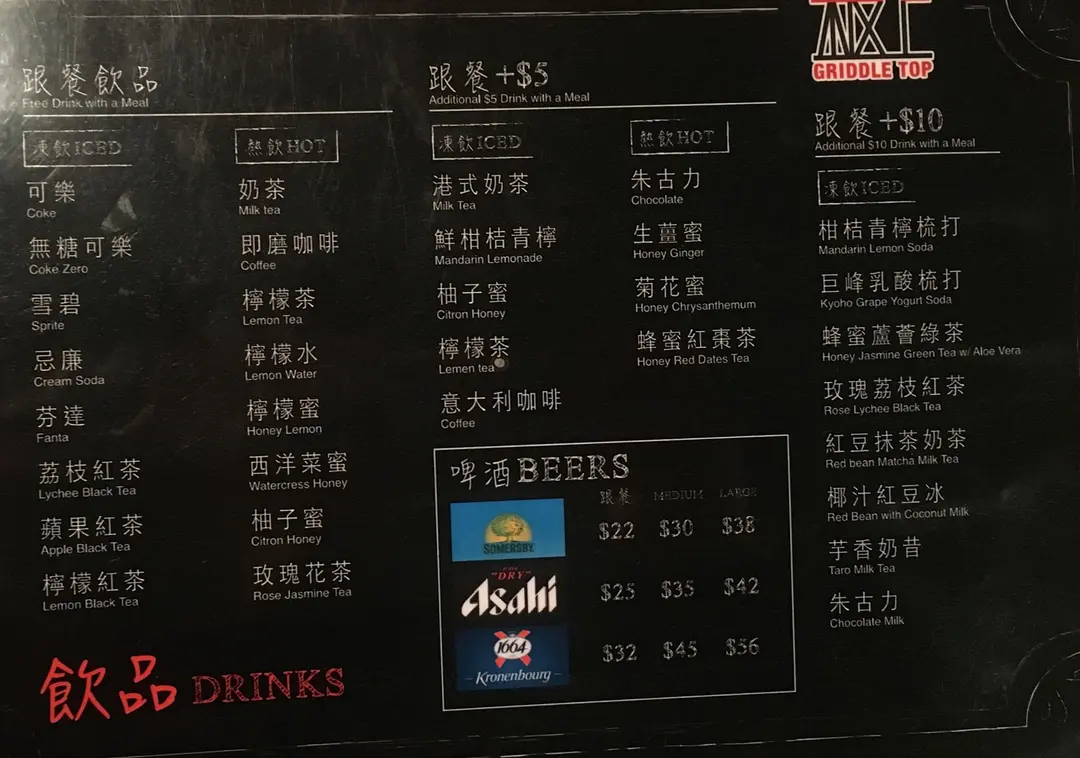 跟餐飲品
Free Drink with a Meal
凍飲ICED
可樂
Coke
無糖可樂
Coke Zero
雪碧
Sprite
忌廉
Cream Soda
芬達
Fanta
荔枝紅茶
Lychee Black Tea
蘋果紅茶
Apple Black Tea
檸檬紅茶
Lemon Black Tea
熱飲HOT
奶茶
Milk tea
即磨咖啡
Coffee
檸檬茶
Lemon Tea
檸檬水
Lemon Water
檸檬蜜
Honey Lemon
西洋菜蜜
Watercress Honey
柚子蜜
Citron Honey
玫瑰花茶
Rose Jasmine Tea
飲品 DRINKS
跟餐+$5
Additional $5 Drink with a Meal
凍飲ICED
港式奶茶
Milk Tea
鮮柑桔青檸
Mandarin Lemonade
柚子蜜
Citron Honey
檸檬茶
Lemen tea
意大利咖啡
Coffee
熱飲HOT
朱古力
Chocolate
生薑蜜
Honey Ginger
菊花蜜
Honey Chrysanthemum
蜂蜜紅棗茶
Honey Red Dates Tea
啤酒BEERS
跟餐 MEDIUM LARGE
SOMERSBY $22 $30 $38
"DRY"
Asahi $25 $35 $42
1664
Kronenbourg $32 $45 $56
GRIDDLE TOP
跟餐+$10
Additional $10 Drink with a Meal
凍飲ICED
柑桔青檸梳打
Mandarin Lemon Soda
巨峰乳酸梳打
Kyoho Grape Yogurt Soda
蜂蜜蘆薈綠茶
Honey Jasmine Green Tea w/ Aloe Vera
玫瑰荔枝紅茶
Rose Lychee Black Tea
紅豆抹茶奶茶
Red bean Matcha Milk Tea
椰汁紅豆冰
Red Bean with Coconut Milk
芋香奶昔
Taro Milk Tea
朱古力
Chocolate Milk